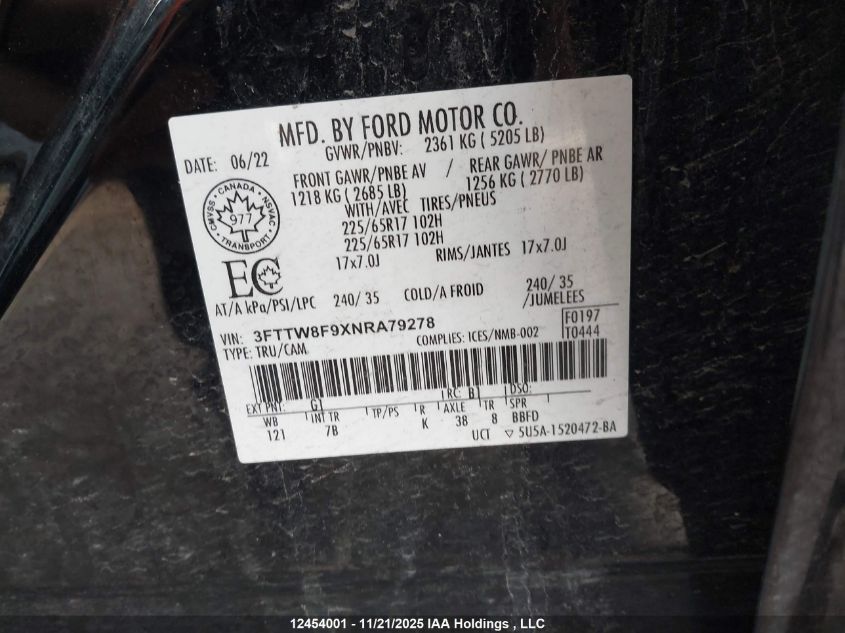 MFD. BY FORD MOTOR CO.
DATE: 06/22
GVWR/PNBV: 2361 KG ( 5205 LB)
FRONT GAWR/PNBE AV / REAR GAWR/ PNBE AR
1218 KG ( 2685 LB) 1256 KG ( 2770 LB)
WITH/AVEC TIRES/PNEUS
225/65R17 102H
225/65R17 102H
17x7.0J RIMS/JANTES 17x7.0J
CANADA
CMVSS NSVAC
977
TRANSPORT
EC
AT/A kPa/PSI/LPC 240/ 35 COLD/A FROID 240/ 35
/JUMELEES
VIN: 3FTTW8F9XNRA79278
F0197
TYPE: TRU/CAM COMPLIES: ICES/NMB-002 T0444
EXT PNT: G1 RC: B DSO:
WB INT TR TP/PS R AXLE TR SPR
121 7B K 38 8 BBFD
UCT ▽ 5U5A-1520472-BA
12454001 - 11/21/2025 IAA Holdings , LLC